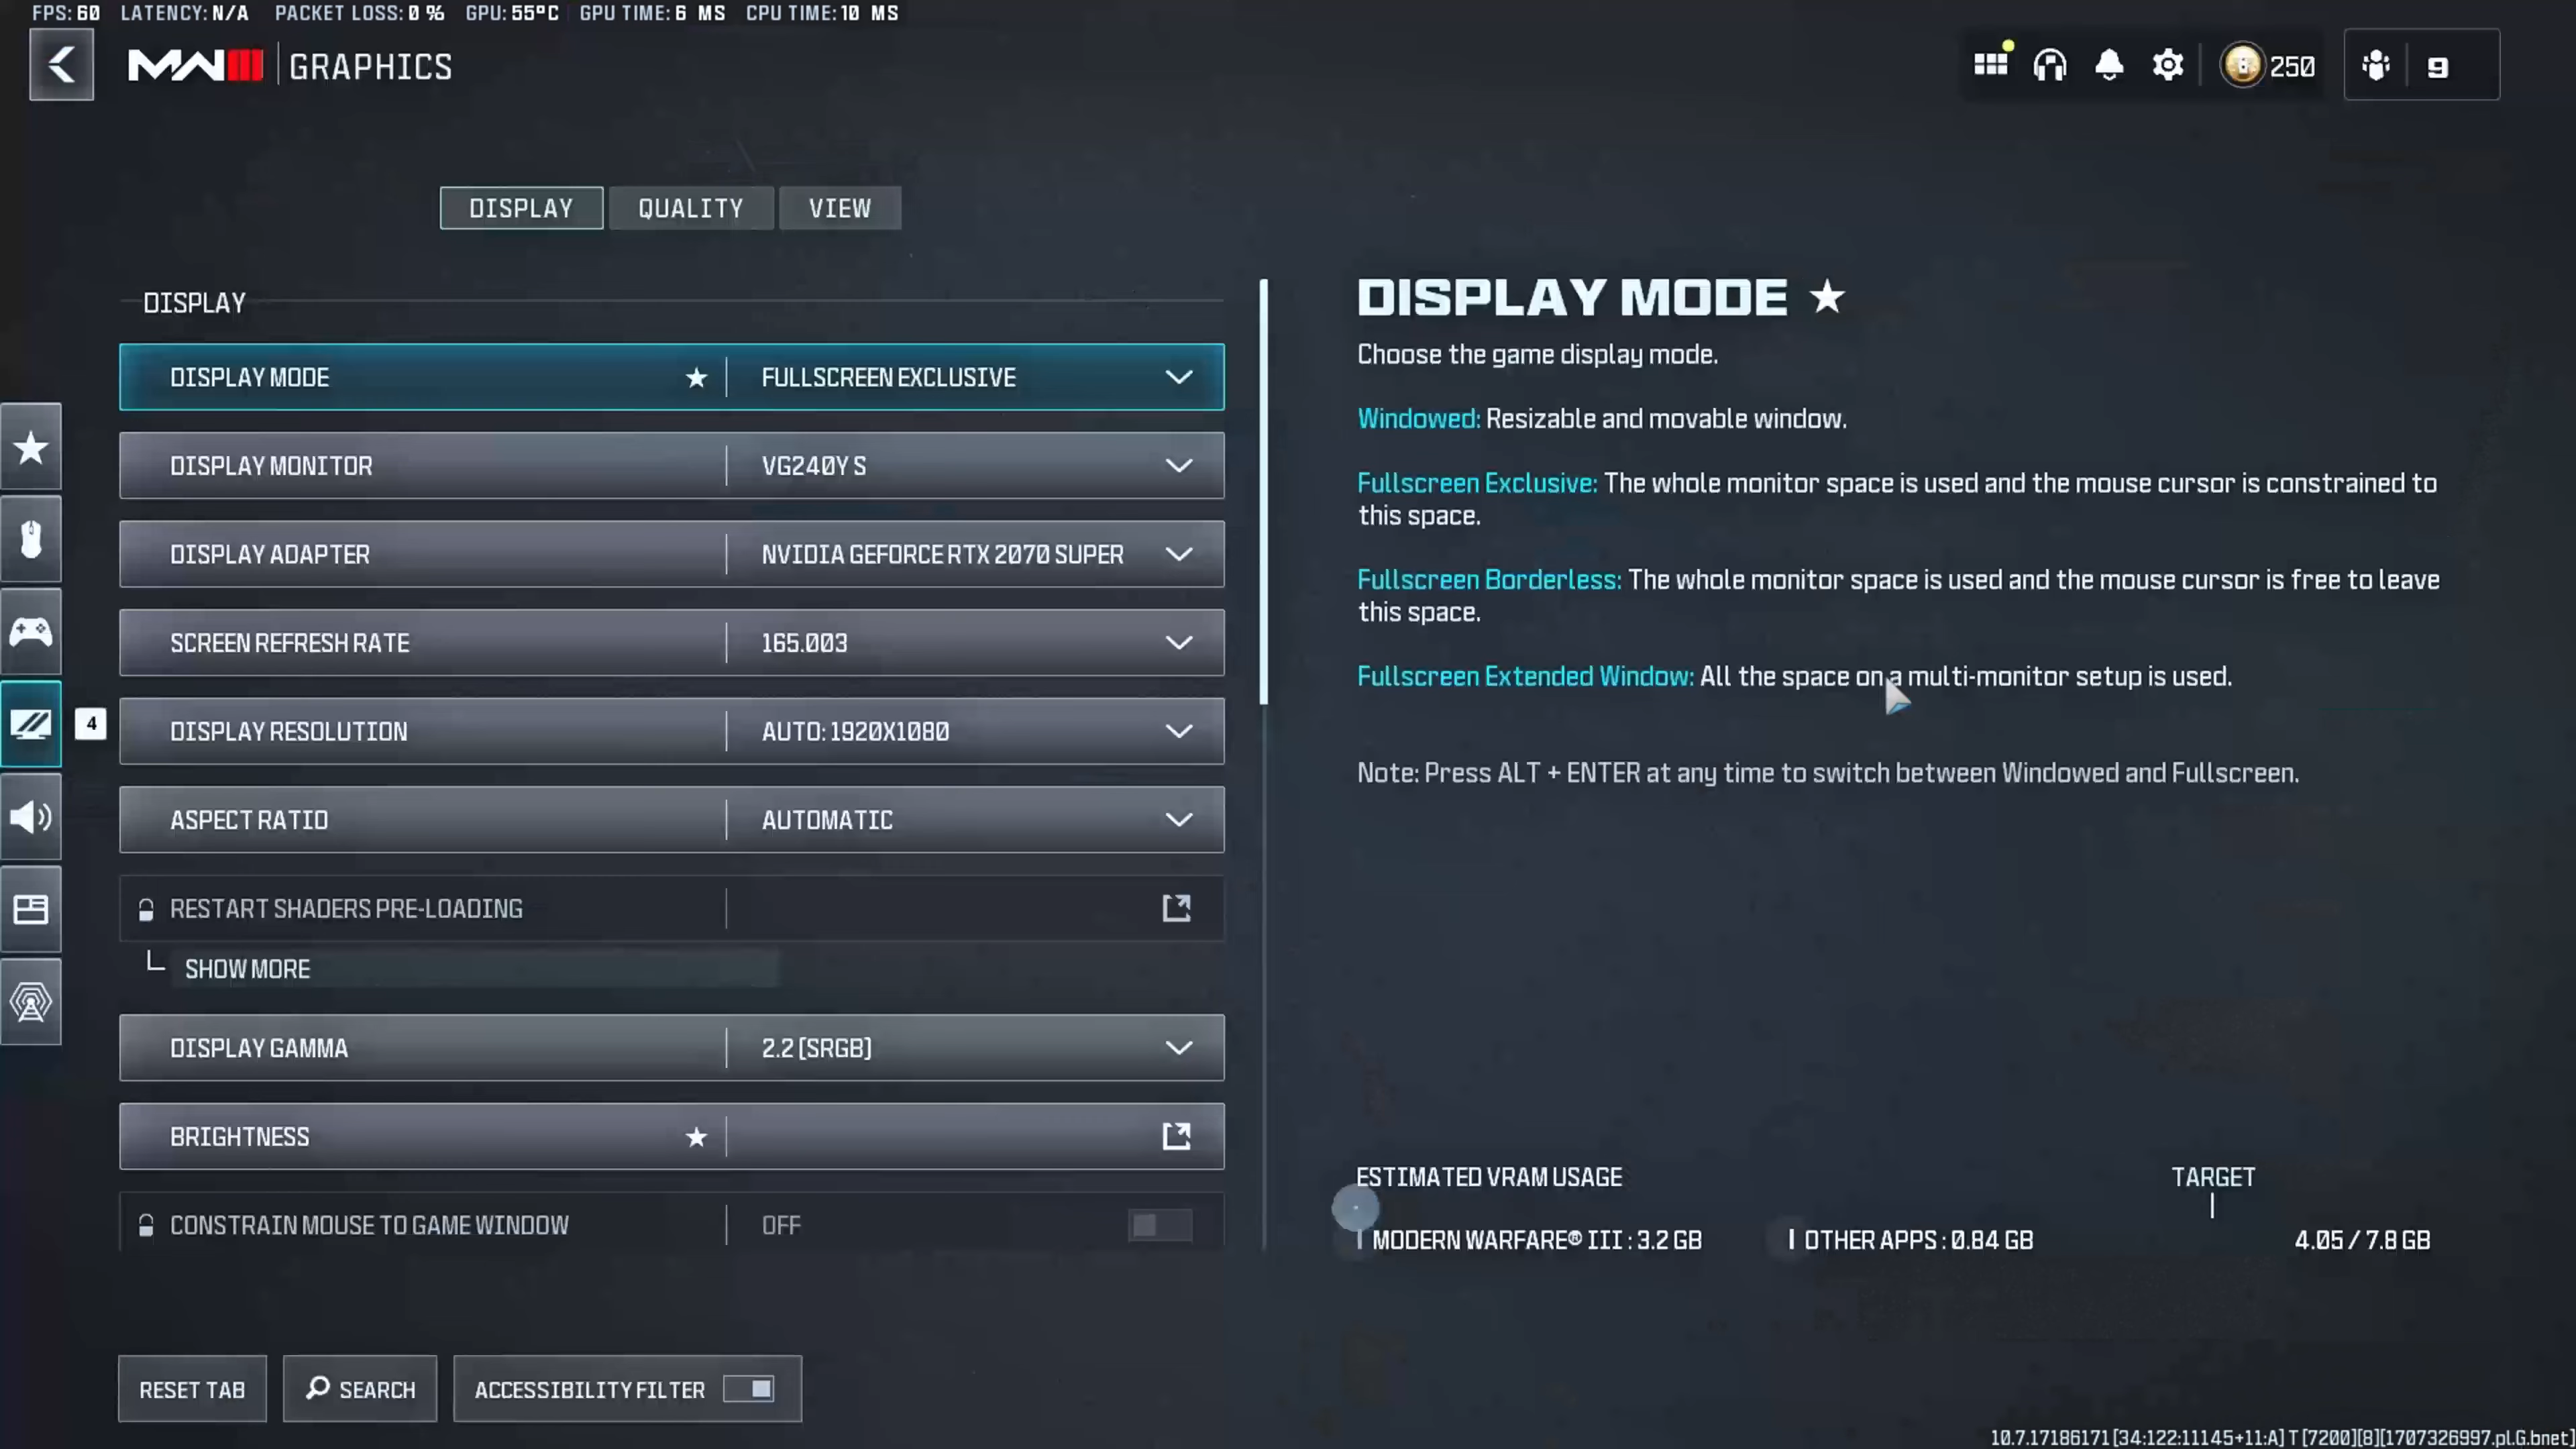 FPS: 60 LATENCY: N/A PACKET LOSS: 0 % GPU: 55ºC GPU TIME: 6 MS CPU TIME: 10 MS
MWIII GRAPHICS
250
9
DISPLAY QUALITY VIEW
DISPLAY
DISPLAY MODE FULLSCREEN EXCLUSIVE
DISPLAY MONITOR VG240Y S
DISPLAY ADAPTER NVIDIA GEFORCE RTX 2070 SUPER
SCREEN REFRESH RATE 165.003
4
DISPLAY RESOLUTION AUTO: 1920X1080
ASPECT RATIO AUTOMATIC
RESTART SHADERS PRE-LOADING
SHOW MORE
DISPLAY GAMMA 2.2 (SRGB)
BRIGHTNESS
CONSTRAIN MOUSE TO GAME WINDOW OFF
RESET TAB SEARCH ACCESSIBILITY FILTER
DISPLAY MODE
Choose the game display mode.
Windowed: Resizable and movable window.
Fullscreen Exclusive: The whole monitor space is used and the mouse cursor is constrained to
this space.
Fullscreen Borderless: The whole monitor space is used and the mouse cursor is free to leave
this space.
Fullscreen Extended Window: All the space on a multi-monitor setup is used.
Note: Press ALT + ENTER at any time to switch between Windowed and Fullscreen.
ESTIMATED VRAM USAGE TARGET
MODERN WARFARE® III : 3.2 GB OTHER APPS : 0.84 GB 4.05 / 7.8 GB
10.7.17186171 [34:122:11145+11:A] T [7200][8][1707326997.pl.G.bnet]